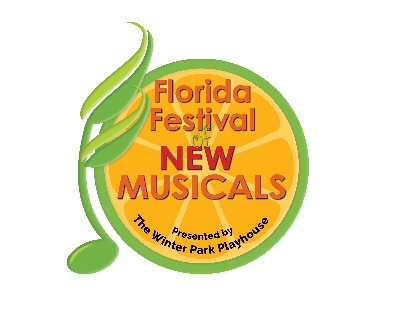 Florida
Festival
of
NEW
MUSICALS
Presented by
The Winter Park Playhouse